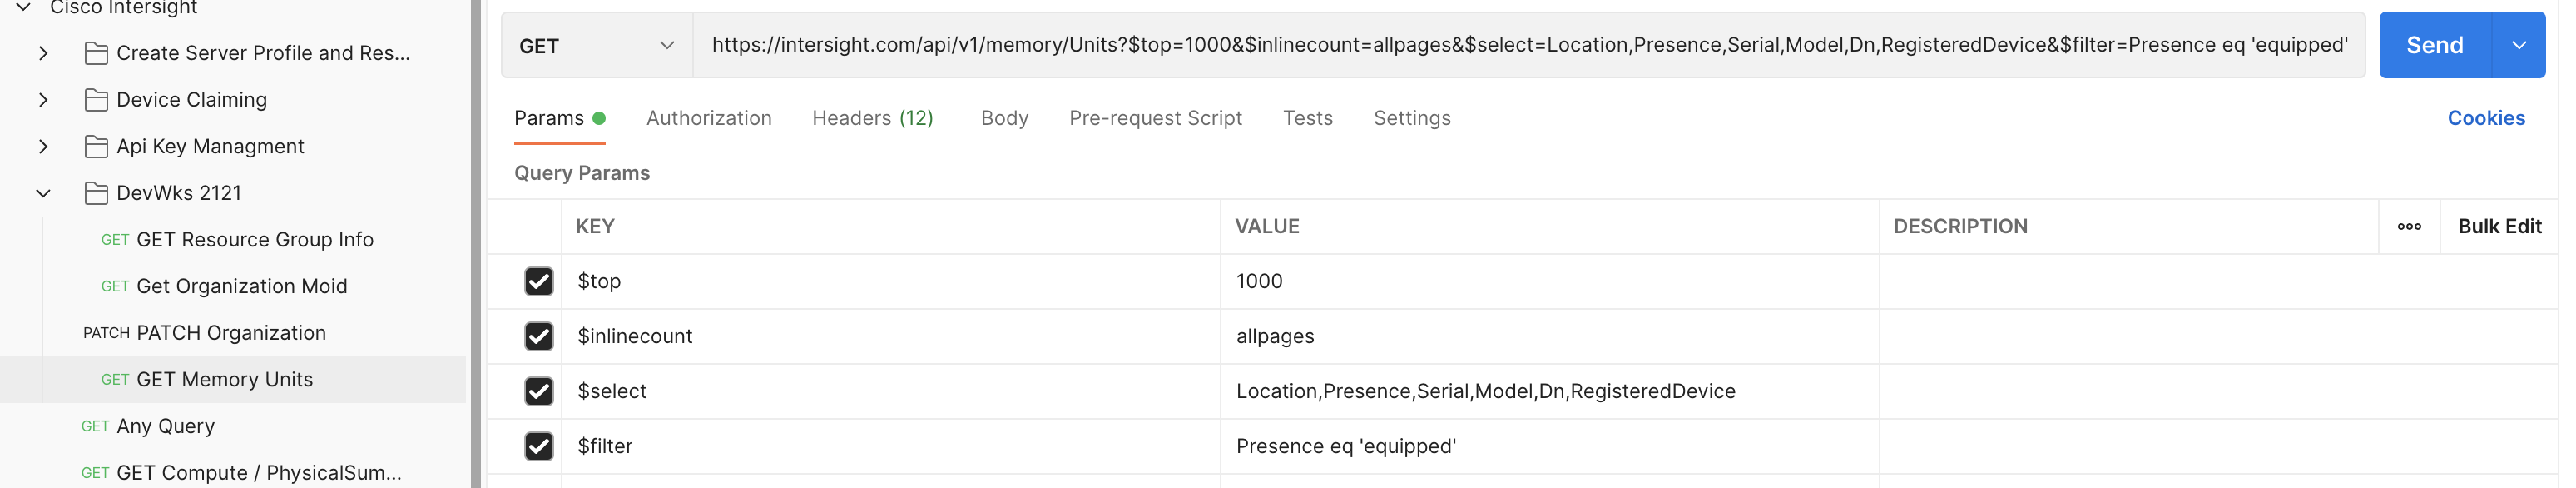 Cisco Intersight
Create Server Profile and Res...
Device Claiming
Api Key Managment
DevWks 2121
GET GET Resource Group Info
GET Get Organization Moid
PATCH PATCH Organization
GET GET Memory Units
GET Any Query
GET GET Compute / PhysicalSum...
GET https://intersight.com/api/v1/memory/Units?$top=1000&$inlinecount=allpages&$select=Location,Presence,Serial,Model,Dn,RegisteredDevice&$filter=Presence eq 'equipped' Send
Params Authorization Headers (12) Body Pre-request Script Tests Settings Cookies
Query Params
KEY VALUE DESCRIPTION ooo Bulk Edit
$top 1000
$inlinecount allpages
$select Location,Presence,Serial,Model,Dn,RegisteredDevice
$filter Presence eq 'equipped'